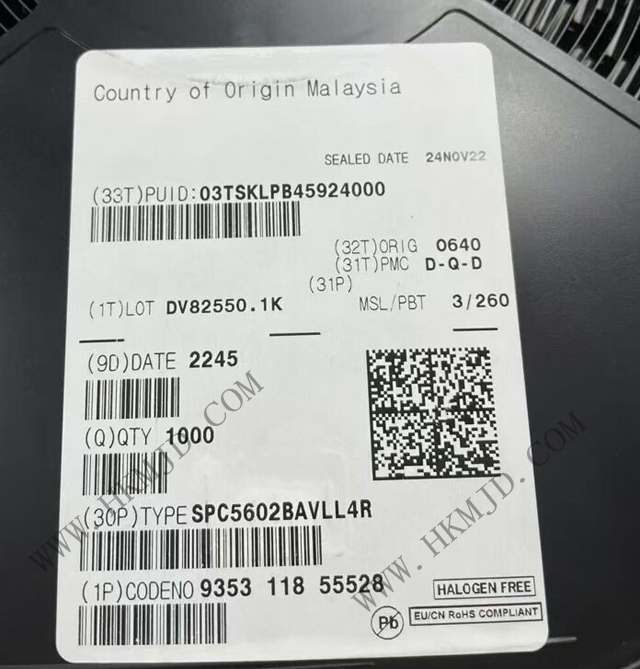 Country of Origin Malaysia
SEALED DATE 24NOV22
(33T)PUID:03TSKLPB45924000
(32T)ORIG 0640
(31T)PMC D-Q-D
(31P)
(1T)LOT DV82550.1K MSL/PBT 3/260
(9D)DATE 2245
(Q)QTY 1000
(30P)TYPE SPC5602BAVLL4R
(1P)CODENO 9353 118 55528
HALOGEN FREE
Pb
EU/CN RoHS COMPLIANT
WWW.HKMJD.COM
WWW.HKMJD.COM